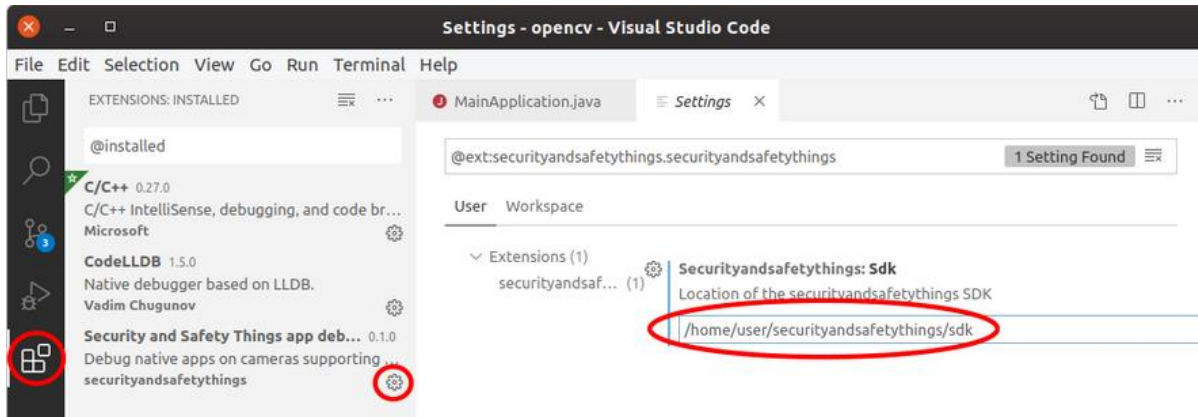 Settings - opencv - Visual Studio Code
File Edit Selection View Go Run Terminal Help
EXTENSIONS: INSTALLED
MainApplication.java
Settings
@installed
@ext:securityandsafetythings.securityandsafetythings
1 Setting Found
C/C++ 0.27.0
C/C++ IntelliSense, debugging, and code br...
Microsoft
User Workspace
3
CodeLLDB 1.5.0
Native debugger based on LLDB.
Vadim Chugunov
Extensions (1)
securityandsaf... (1)
Securityandsafetythings: Sdk
Location of the securityandsafetythings SDK
/home/user/securityandsafetythings/sdk
Security and Safety Things app deb... 0.1.0
Debug native apps on cameras supporting ...
securityandsafetythings